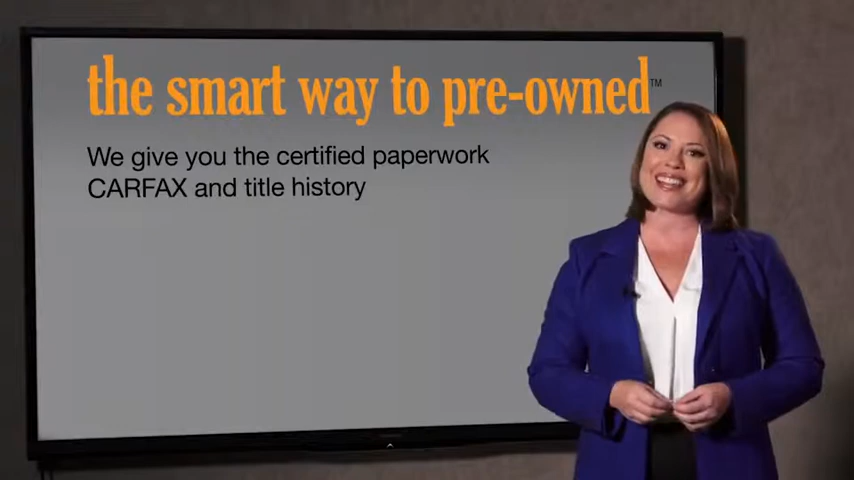 the smart way to pre-owned™
We give you the certified paperwork
CARFAX and title history